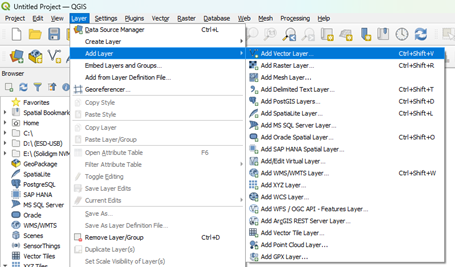 Untitled Project — QGIS
Project Edit View Layer Settings Plugins Vector Raster Database Web Mesh Processing Help
Data Source Manager Ctrl+L
Create Layer
Add Layer
Embed Layers and Groups...
Add from Layer Definition File...
Georeferencer...
Copy Style
Paste Style
Copy Layer
Paste Layer/Group
Open Attribute Table F6
Filter Attribute Table
Toggle Editing
Save Layer Edits
Current Edits
Save As...
Save As Layer Definition File...
Remove Layer/Group Ctrl+D
Duplicate Layer(s)
Set Scale Visibility of Layer(s)
Add Vector Layer... Ctrl+Shift+V
Add Raster Layer... Ctrl+Shift+R
Add Mesh Layer...
Add Delimited Text Layer... Ctrl+Shift+T
Add PostGIS Layers... Ctrl+Shift+D
Add SpatiaLite Layer... Ctrl+Shift+L
Add MS SQL Server Layer...
Add Oracle Spatial Layer... Ctrl+Shift+O
Add SAP HANA Spatial Layer...
Add/Edit Virtual Layer...
Add WMS/WMTS Layer... Ctrl+Shift+W
Add XYZ Layer...
Add WCS Layer...
Add WFS / OGC API - Features Layer...
Add ArcGIS REST Server Layer...
Add Vector Tile Layer...
Add Point Cloud Layer...
Add GPX Layer...
Browser
Favorites
Spatial Bookmark
Home
C:\
D:\ (ESD-USB)
E:\ (Solidigm NVM
GeoPackage
SpatiaLite
PostgreSQL
SAP HANA
MS SQL Server
Oracle
WMS/WMTS
Scenes
SensorThings
Vector Tiles
XYZ Tiles